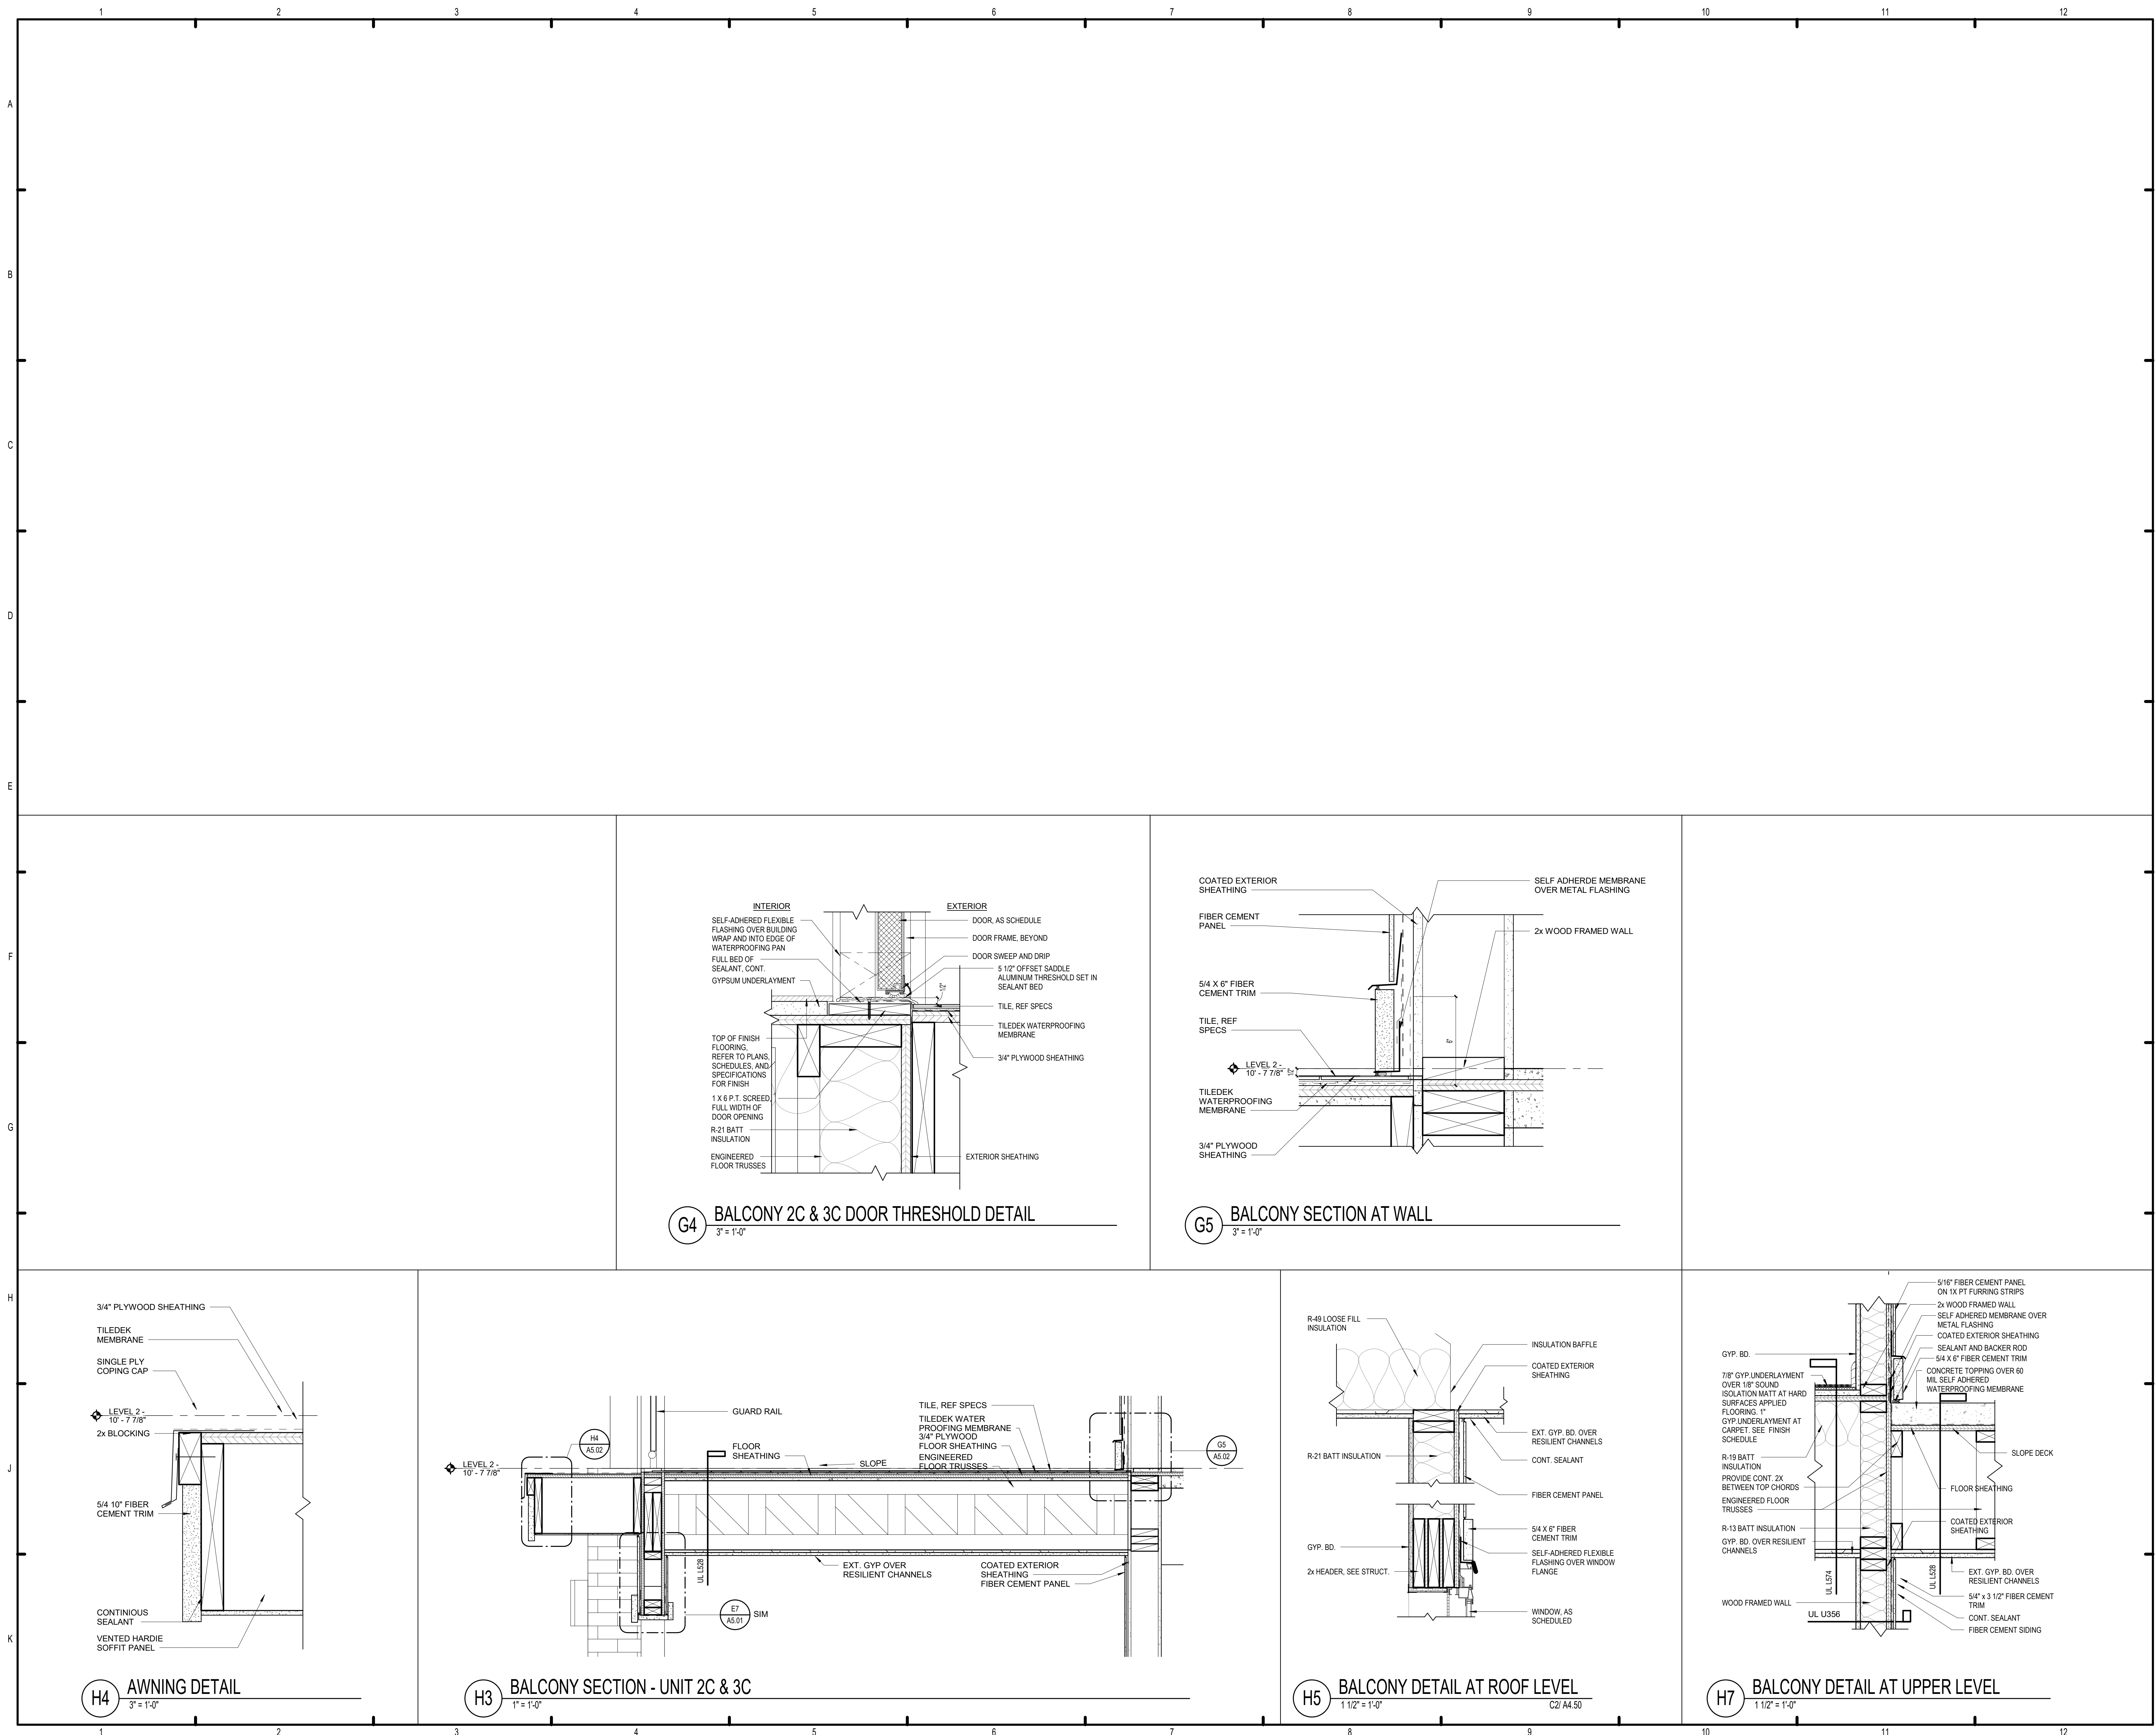 1 2 3 4 5 6 7 8 9 10 11 12
A
B
C
D
E
F
G
H
J
K
INTERIOR
EXTERIOR
SELF-ADHERED FLEXIBLE
FLASHING OVER BUILDING
WRAP AND INTO EDGE OF
WATERPROOFING PAN
FULL BED OF
SEALANT, CONT.
GYPSUM UNDERLAYMENT
TOP OF FINISH
FLOORING,
REFER TO PLANS,
SCHEDULES, AND
SPECIFICATIONS
FOR FINISH
1 X 6 P.T. SCREED,
FULL WIDTH OF
DOOR OPENING
R-21 BATT
INSULATION
ENGINEERED
FLOOR TRUSSES
DOOR, AS SCHEDULE
DOOR FRAME, BEYOND
DOOR SWEEP AND DRIP
5 1/2" OFFSET SADDLE
ALUMINUM THRESHOLD SET IN
SEALANT BED
1/2"
TILE, REF SPECS
TILEDEK WATERPROOFING
MEMBRANE
3/4" PLYWOOD SHEATHING
EXTERIOR SHEATHING
G4
BALCONY 2C & 3C DOOR THRESHOLD DETAIL
3" = 1'-0"
COATED EXTERIOR
SHEATHING
FIBER CEMENT
PANEL
5/4 X 6" FIBER
CEMENT TRIM
TILE, REF
SPECS
LEVEL 2 -
10' - 7 7/8"
1/2"
TILEDEK
WATERPROOFING
MEMBRANE
3/4" PLYWOOD
SHEATHING
SELF ADHERDE MEMBRANE
OVER METAL FLASHING
2x WOOD FRAMED WALL
G5
BALCONY SECTION AT WALL
3" = 1'-0"
3/4" PLYWOOD SHEATHING
TILEDEK
MEMBRANE
SINGLE PLY
COPING CAP
LEVEL 2 -
10' - 7 7/8"
2x BLOCKING
5/4 10" FIBER
CEMENT TRIM
CONTINIOUS
SEALANT
VENTED HARDIE
SOFFIT PANEL
H4
AWNING DETAIL
3" = 1'-0"
LEVEL 2 -
10' - 7 7/8"
H4
A5.02
GUARD RAIL
FLOOR
SHEATHING
SLOPE
TILE, REF SPECS
TILEDEK WATER
PROOFING MEMBRANE
3/4" PLYWOOD
FLOOR SHEATHING
ENGINEERED
FLOOR TRUSSES
G5
A5.02
UL L528
EXT. GYP OVER
RESILIENT CHANNELS
COATED EXTERIOR
SHEATHING
FIBER CEMENT PANEL
E7
A5.01
SIM
H3
BALCONY SECTION - UNIT 2C & 3C
1" = 1'-0"
R-49 LOOSE FILL
INSULATION
R-21 BATT INSULATION
GYP. BD.
2x HEADER, SEE STRUCT.
INSULATION BAFFLE
COATED EXTERIOR
SHEATHING
EXT. GYP. BD. OVER
RESILIENT CHANNELS
CONT. SEALANT
FIBER CEMENT PANEL
5/4 X 6" FIBER
CEMENT TRIM
SELF-ADHERED FLEXIBLE
FLASHING OVER WINDOW
FLANGE
WINDOW, AS
SCHEDULED
H5
BALCONY DETAIL AT ROOF LEVEL
1 1/2" = 1'-0"
C2/ A4.50
GYP. BD.
7/8" GYP.UNDERLAYMENT
OVER 1/8" SOUND
ISOLATION MATT AT HARD
SURFACES APPLIED
FLOORING. 1"
GYP.UNDERLAYMENT AT
CARPET. SEE FINISH
SCHEDULE
R-19 BATT
INSULATION
PROVIDE CONT. 2X
BETWEEN TOP CHORDS
ENGINEERED FLOOR
TRUSSES
R-13 BATT INSULATION
GYP. BD. OVER RESILIENT
CHANNELS
WOOD FRAMED WALL
UL L574
UL L528
UL U356
5/16" FIBER CEMENT PANEL
ON 1X PT FURRING STRIPS
2x WOOD FRAMED WALL
SELF ADHERED MEMBRANE OVER
METAL FLASHING
COATED EXTERIOR SHEATHING
SEALANT AND BACKER ROD
5/4 X 6" FIBER CEMENT TRIM
CONCRETE TOPPING OVER 60
MIL SELF ADHERED
WATERPROOFING MEMBRANE
SLOPE DECK
FLOOR SHEATHING
COATED EXTERIOR
SHEATHING
EXT. GYP. BD. OVER
RESILIENT CHANNELS
5/4" x 3 1/2" FIBER CEMENT
TRIM
CONT. SEALANT
FIBER CEMENT SIDING
H7
BALCONY DETAIL AT UPPER LEVEL
1 1/2" = 1'-0"
1 2 3 4 5 6 7 8 9 10 11 12